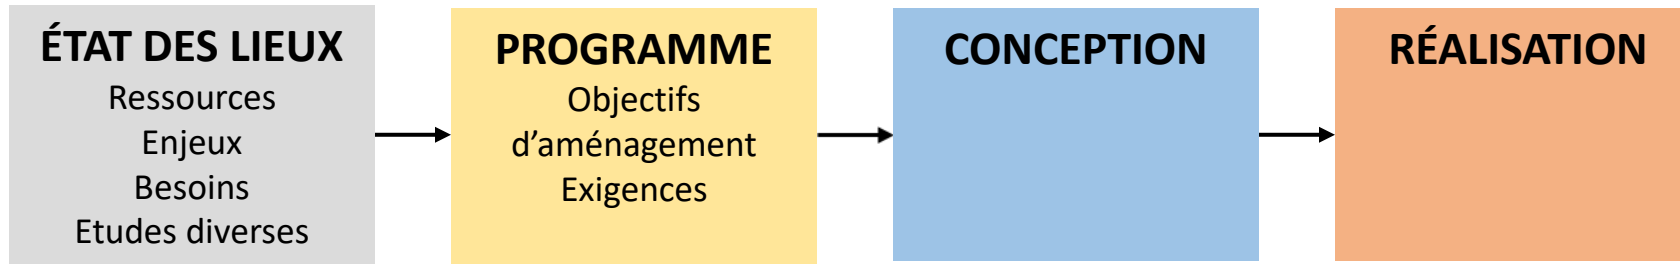 ÉTAT DES LIEUX
Ressources
Enjeux
Besoins
Etudes diverses
PROGRAMME
Objectifs
d’aménagement
Exigences
CONCEPTION
RÉALISATION